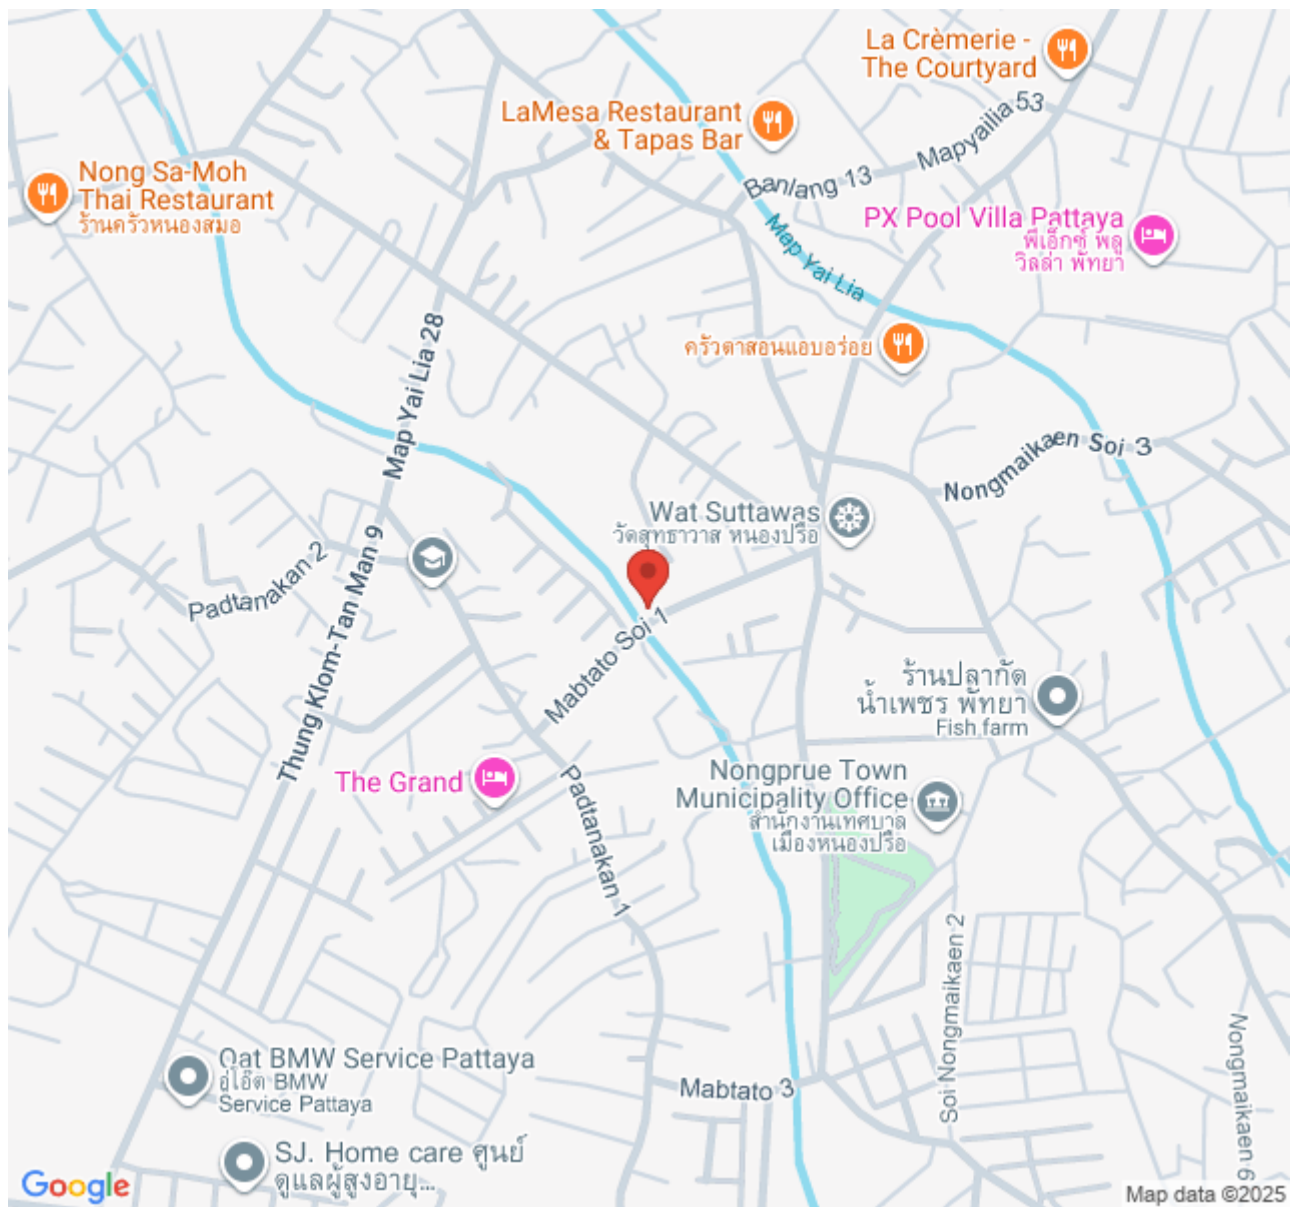 La Crèmerie -
The Courtyard
LaMesa Restaurant
& Tapas Bar
Mapyailia 53
Banlang 13
Nong Sa-Moh
Thai Restaurant
ร้านครัวหนองสมอ
PX Pool Villa Pattaya
พีเอ็กซ์ พลู
วิลล่า พัทยา
Map Yai Lia
ครัวตาสอนแอบอร่อย
Map Yai Lia 28
Nongmaikaen Soi 3
Wat Suttawas
วัดสุทธาวาส หนองปรือ
Padtanakan 2
Thung Klom-Tan Man 9
Mabtato Soi 1
ร้านปลากัด
น้ำเพชร พัทยา
Fish farm
The Grand
Nongprue Town
Municipality Office
สำนักงานเทศบาล
เมืองหนองปรือ
Padtanakan 1
Soi Nongmaikaen 2
Nongmaikaen 6
Oat BMW Service Pattaya
อู่โอ๊ต BMW
Service Pattaya
Mabtato 3
SJ. Home care ศูนย์
ดูแลผู้สูงอายุ...
Google
Map data ©2025